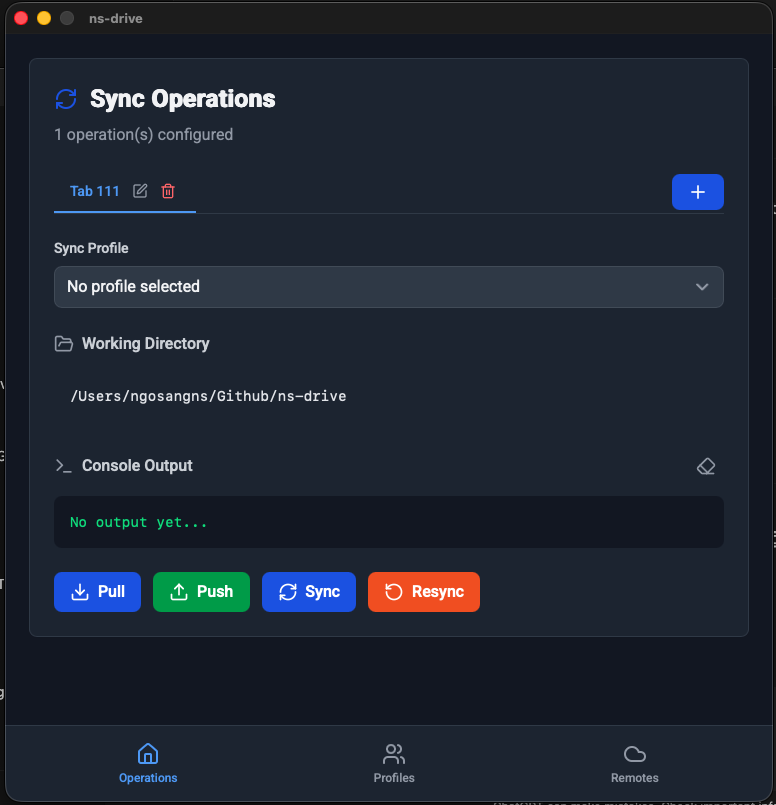 ns-drive
Sync Operations
1 operation(s) configured
Tab 111
Sync Profile
No profile selected
Working Directory
/Users/ngosangns/Github/ns-drive
Console Output
No output yet...
Pull Push Sync Resync
Operations Profiles Remotes